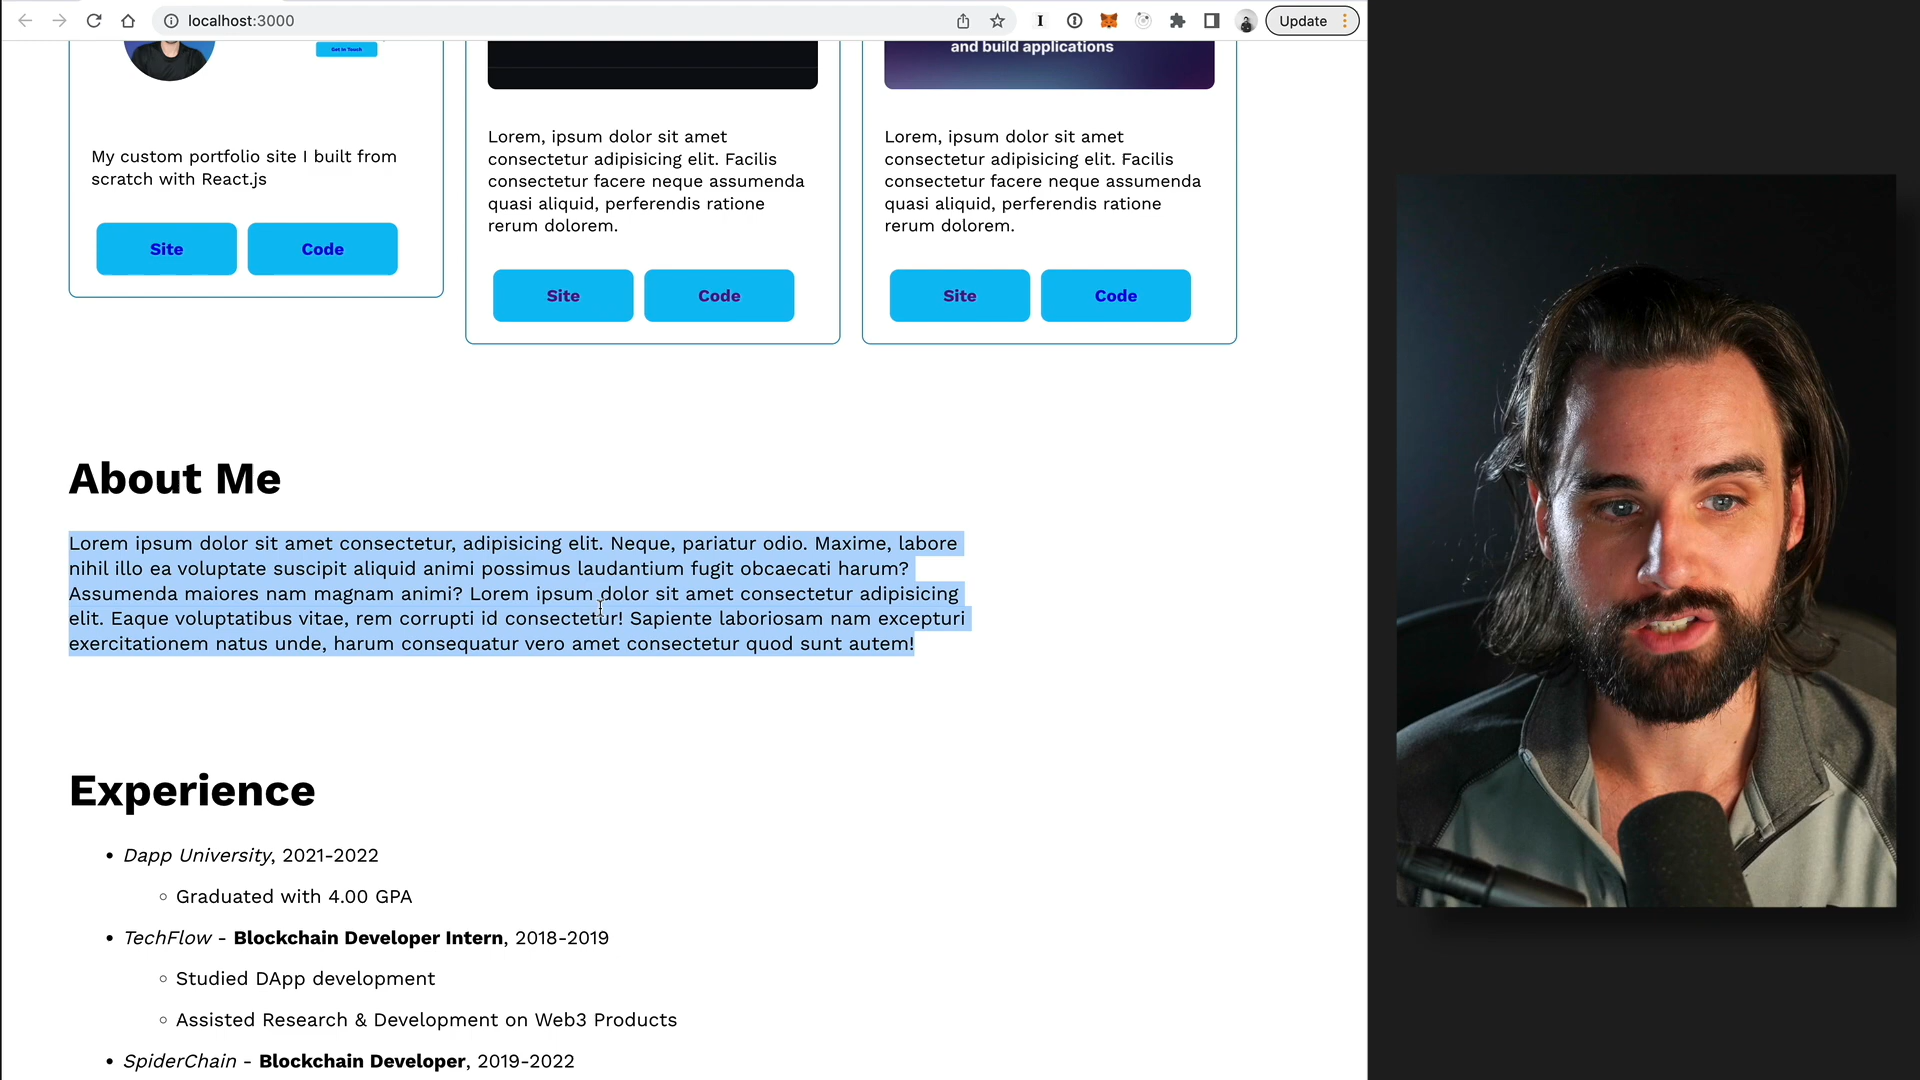 localhost:3000
Update
Get In Touch
and build applications
My custom portfolio site I built from
scratch with React.js
Site
Code
Lorem, ipsum dolor sit amet
consectetur adipisicing elit. Facilis
consectetur facere neque assumenda
quasi aliquid, perferendis ratione
rerum dolorem.
Site
Code
Lorem, ipsum dolor sit amet
consectetur adipisicing elit. Facilis
consectetur facere neque assumenda
quasi aliquid, perferendis ratione
rerum dolorem.
Site
Code
About Me
Lorem ipsum dolor sit amet consectetur, adipisicing elit. Neque, pariatur odio. Maxime, labore
nihil illo ea voluptate suscipit aliquid animi possimus laudantium fugit obcaecati harum?
Assumenda maiores nam magnam animi? Lorem ipsum dolor sit amet consectetur adipisicing
elit. Eaque voluptatibus vitae, rem corrupti id consectetur! Sapiente laboriosam nam excepturi
exercitationem natus unde, harum consequatur vero amet consectetur quod sunt autem!
Experience
Dapp University, 2021-2022
Graduated with 4.00 GPA
TechFlow - Blockchain Developer Intern, 2018-2019
Studied DApp development
Assisted Research & Development on Web3 Products
SpiderChain - Blockchain Developer, 2019-2022